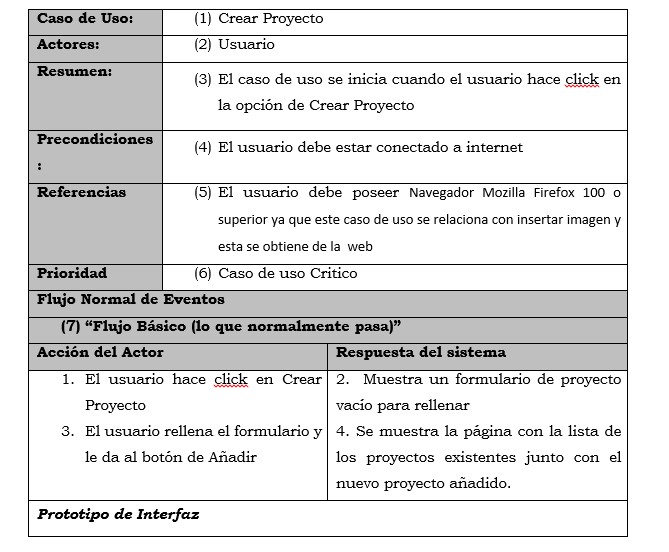 Caso de Uso: (1) Crear Proyecto
Actores: (2) Usuario
Resumen: (3) El caso de uso se inicia cuando el usuario hace click en
la opción de Crear Proyecto
Precondiciones
: (4) El usuario debe estar conectado a internet
Referencias (5) El usuario debe poseer Navegador Mozilla Firefox 100 o
superior ya que este caso de uso se relaciona con insertar imagen y
esta se obtiene de la web
Prioridad (6) Caso de uso Critico
Flujo Normal de Eventos
(7) “Flujo Básico (lo que normalmente pasa)”
Acción del Actor
Respuesta del sistema
1. El usuario hace click en Crear
Proyecto
3. El usuario rellena el formulario y
le da al botón de Añadir
2. Muestra un formulario de proyecto
vacío para rellenar
4. Se muestra la página con la lista de
los proyectos existentes junto con el
nuevo proyecto añadido.
Prototipo de Interfaz